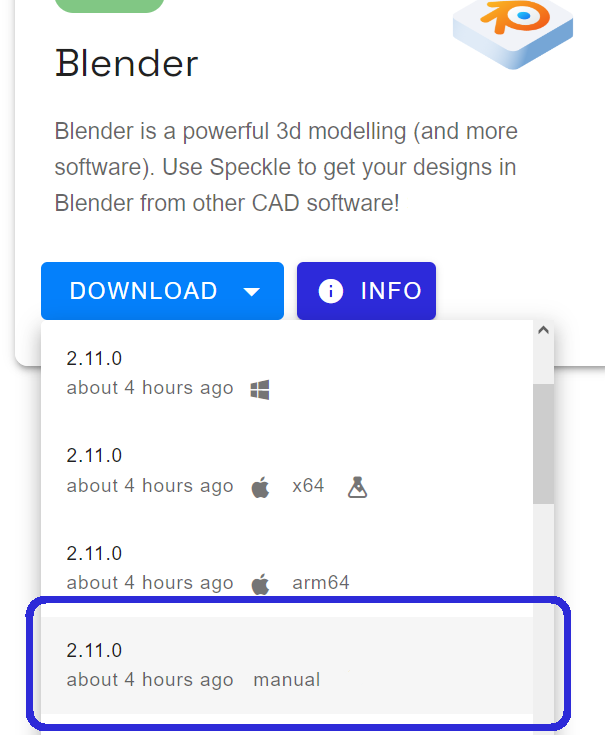 Blender
Blender is a powerful 3d modelling (and more
software). Use Speckle to get your designs in
Blender from other CAD software!
DOWNLOAD
INFO
2.11.0
about 4 hours ago
2.11.0
about 4 hours ago x64
2.11.0
about 4 hours ago arm64
2.11.0
about 4 hours ago manual